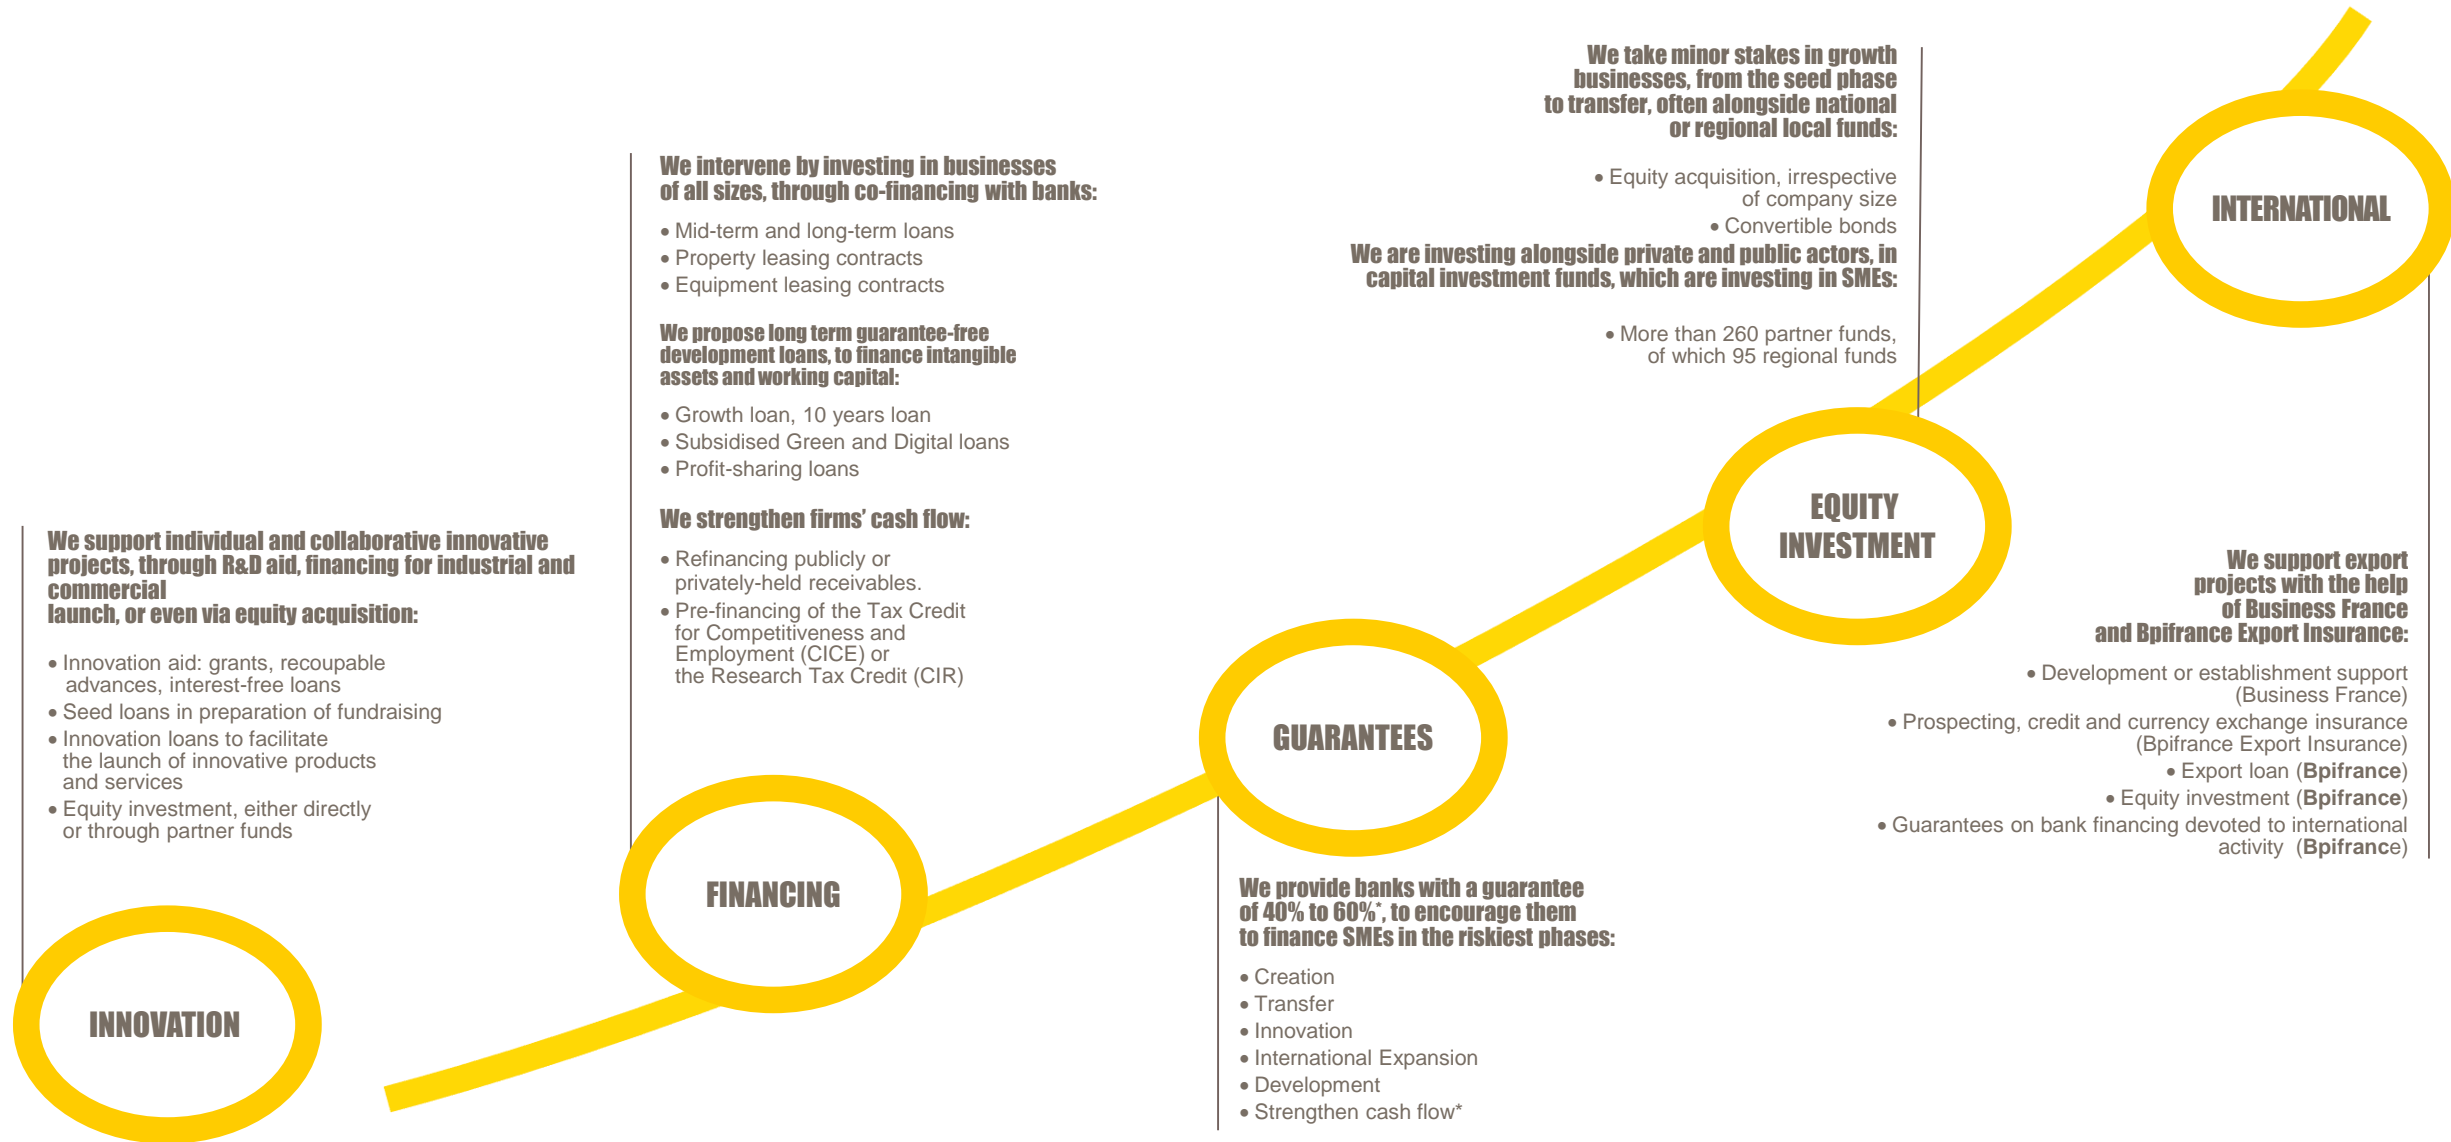 We support individual and collaborative innovative
projects, through R&D aid, financing for industrial and
commercial
launch, or even via equity acquisition:
• Innovation aid: grants, recoupable
advances, interest-free loans
• Seed loans in preparation of fundraising
• Innovation loans to facilitate
the launch of innovative products
and services
• Equity investment, either directly
or through partner funds
INNOVATION
We intervene by investing in businesses
of all sizes, through co-financing with banks:
• Mid-term and long-term loans
• Property leasing contracts
• Equipment leasing contracts
We propose long term guarantee-free
development loans, to finance intangible
assets and working capital:
• Growth loan, 10 years loan
• Subsidised Green and Digital loans
• Profit-sharing loans
We strengthen firms’ cash flow:
• Refinancing publicly or
privately-held receivables.
• Pre-financing of the Tax Credit
for Competitiveness and
Employment (CICE) or
the Research Tax Credit (CIR)
FINANCING
GUARANTEES
We provide banks with a guarantee
of 40% to 60%*, to encourage them
to finance SMEs in the riskiest phases:
• Creation
• Transfer
• Innovation
• International Expansion
• Development
• Strengthen cash flow*
We take minor stakes in growth
businesses, from the seed phase
to transfer, often alongside national
or regional local funds:
• Equity acquisition, irrespective
of company size
• Convertible bonds
We are investing alongside private and public actors, in
capital investment funds, which are investing in SMEs:
• More than 260 partner funds,
of which 95 regional funds
EQUITY
INVESTMENT
INTERNATIONAL
We support export
projects with the help
of Business France
and Bpifrance Export Insurance:
• Development or establishment support
(Business France)
• Prospecting, credit and currency exchange insurance
(Bpifrance Export Insurance)
• Export loan (Bpifrance)
• Equity investment (Bpifrance)
• Guarantees on bank financing devoted to international
activity (Bpifrance)